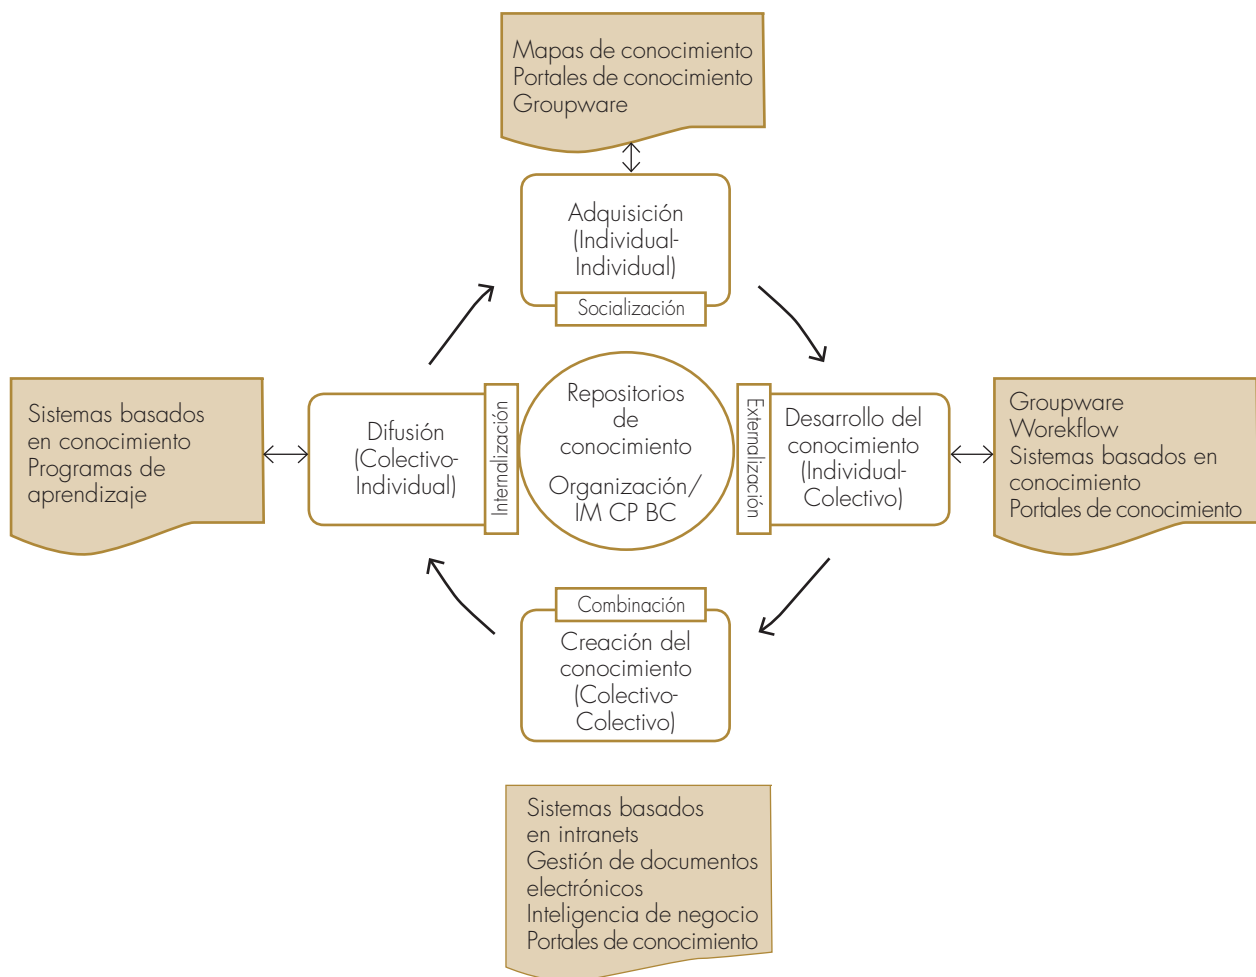 Mapas de conocimiento
Portales de conocimiento
Groupware
Adquisición
(Individual-
Individual)
Socialización
Sistemas basados
en conocimiento
Programas de
aprendizaje
Difusión
(Colectivo-
Individual)
Internalización
Repositorios
de
conocimiento
Organización/
IM CP BC
Externalización
Desarrollo del
conocimiento
(Individual-
Colectivo)
Groupware
Worekflow
Sistemas basados en
conocimiento
Portales de conocimiento
Combinación
Creación del
conocimiento
(Colectivo-
Colectivo)
Sistemas basados
en intranets
Gestión de documentos
electrónicos
Inteligencia de negocio
Portales de conocimiento